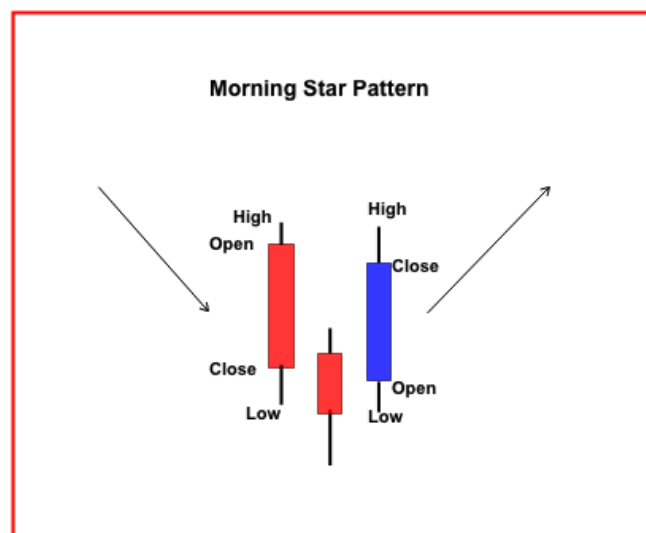 Morning Star Pattern
High
High
Open
Close
Close
Open
Low
Low